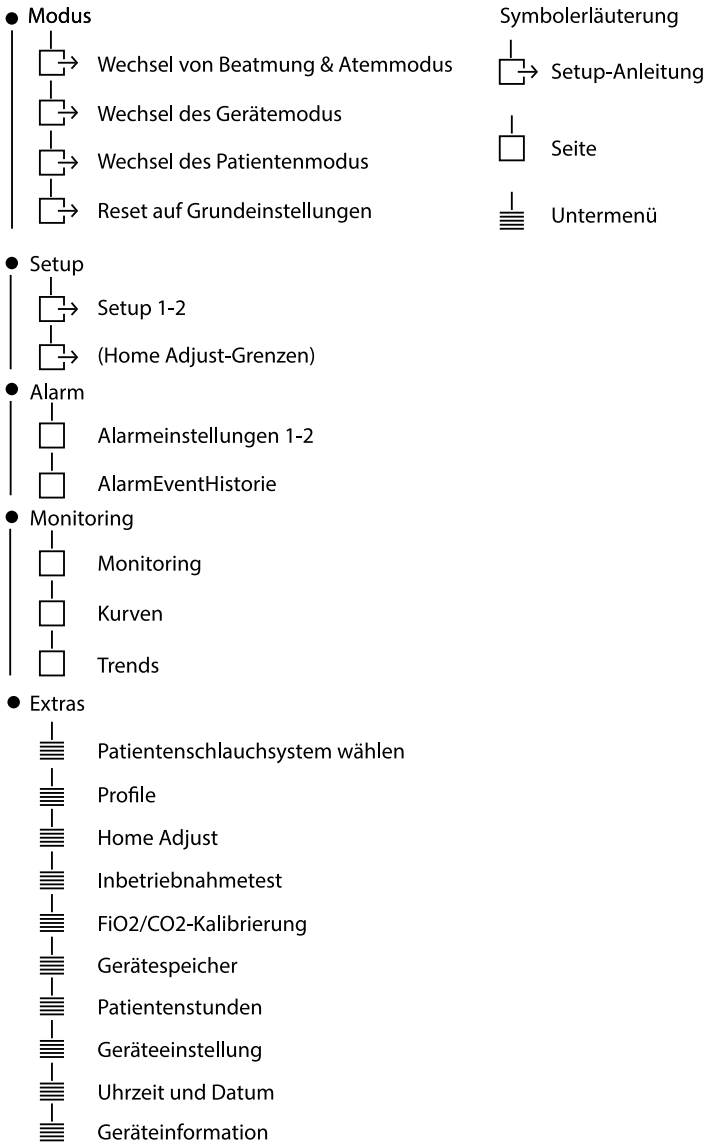 Modus
Wechsel von Beatmung & Atemmodus
Wechsel des Gerätemodus
Wechsel des Patientenmodus
Reset auf Grundeinstellungen
Setup
Setup 1-2
(Home Adjust-Grenzen)
Alarm
Alarmeinstellungen 1-2
AlarmEventHistorie
Monitoring
Monitoring
Kurven
Trends
Extras
Patientenschlauchsystem wählen
Profile
Home Adjust
Inbetriebnahmetest
FiO2/CO2-Kalibrierung
Gerätespeicher
Patientenstunden
Geräteeinstellung
Uhrzeit und Datum
Geräteinformation
Symbolerläuterung
Setup-Anleitung
Seite
Untermenü